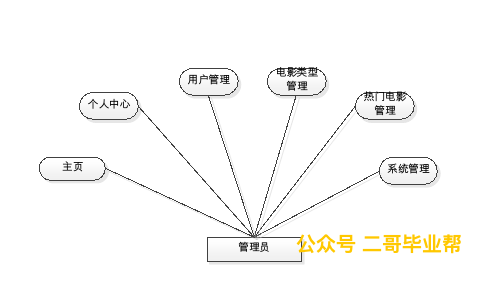 电影类型
管理
用户管理
热门电影
管理
个人中心
主页
系统管理
管理员
公众号 二哥毕业帮